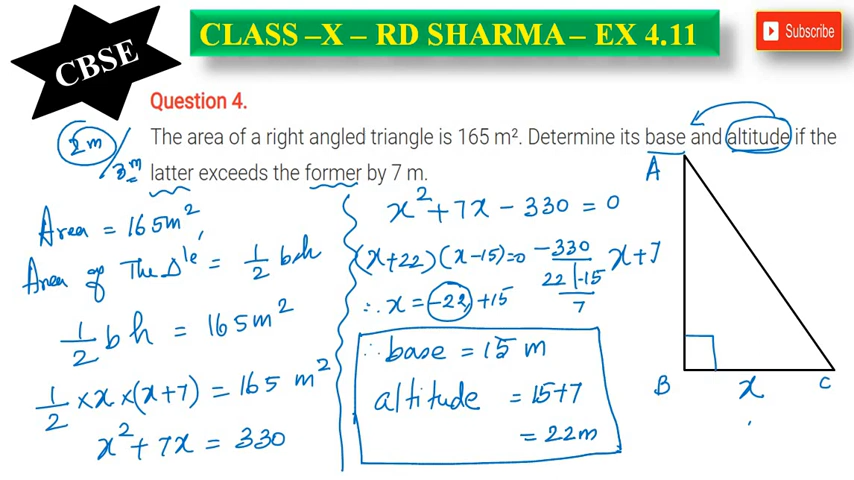 CBSE
CLASS –X – RD SHARMA – EX 4.11
Subscribe
Question 4.
The area of a right angled triangle is 165 m². Determine its base and altitude if the
latter exceeds the former by 7 m.
2m/3m
Area = 165m²
Area of The Δle = 1/2 bh
1/2 bh = 165m²
1/2 × x × (x+7) = 165 m²
x² + 7x = 330
x² + 7x - 330 = 0
(x+22)(x-15)=0
-330
22 | -15
7
∴ x = -22, +15
∴ base = 15 m
altitude = 15+7
= 22m
A
x+7
B
x
C